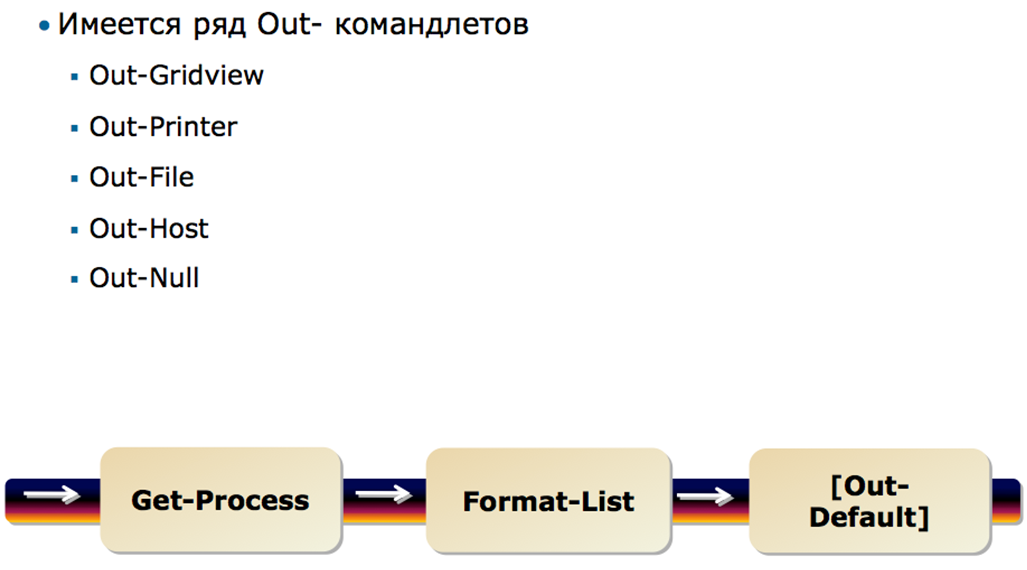 Имеется ряд Out- командлетов
Out-Gridview
Out-Printer
Out-File
Out-Host
Out-Null
Get-Process
Format-List
[Out-
Default]